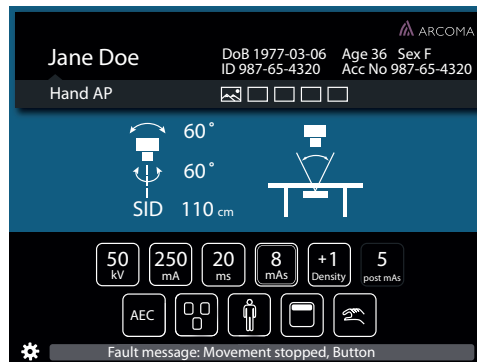 ARCOMA
Jane Doe
DoB 1977-03-06 Age 36 Sex F
ID 987-65-4320 Acc No 987-65-4320
Hand AP
60°
60°
SID 110 cm
50 250 20 8 +1 5
kV mA ms mAs Density post mAs
AEC
Fault message: Movement stopped, Button